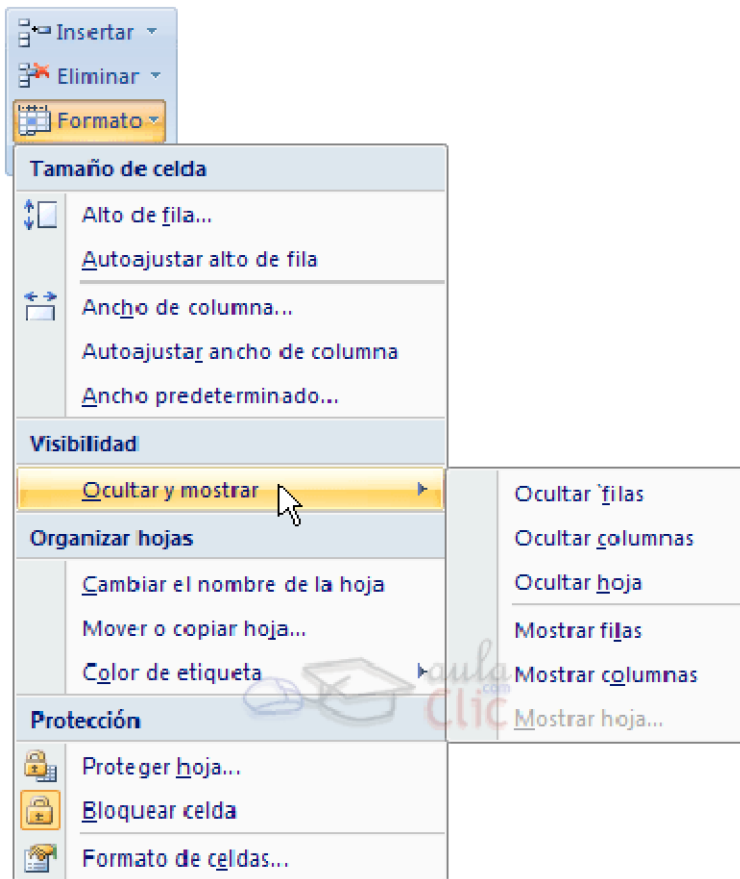 Insertar
Eliminar
Formato
Tamaño de celda
Alto de fila...
Autoajustar alto de fila
Ancho de columna...
Autoajustar ancho de columna
Ancho predeterminado...
Visibilidad
Ocultar y mostrar
Organizar hojas
Cambiar el nombre de la hoja
Mover o copiar hoja...
Color de etiqueta
Protección
Proteger hoja...
Bloquear celda
Formato de celdas...
Ocultar filas
Ocultar columnas
Ocultar hoja
Mostrar filas
Mostrar columnas
Mostrar hoja...
aula
.com
Clic